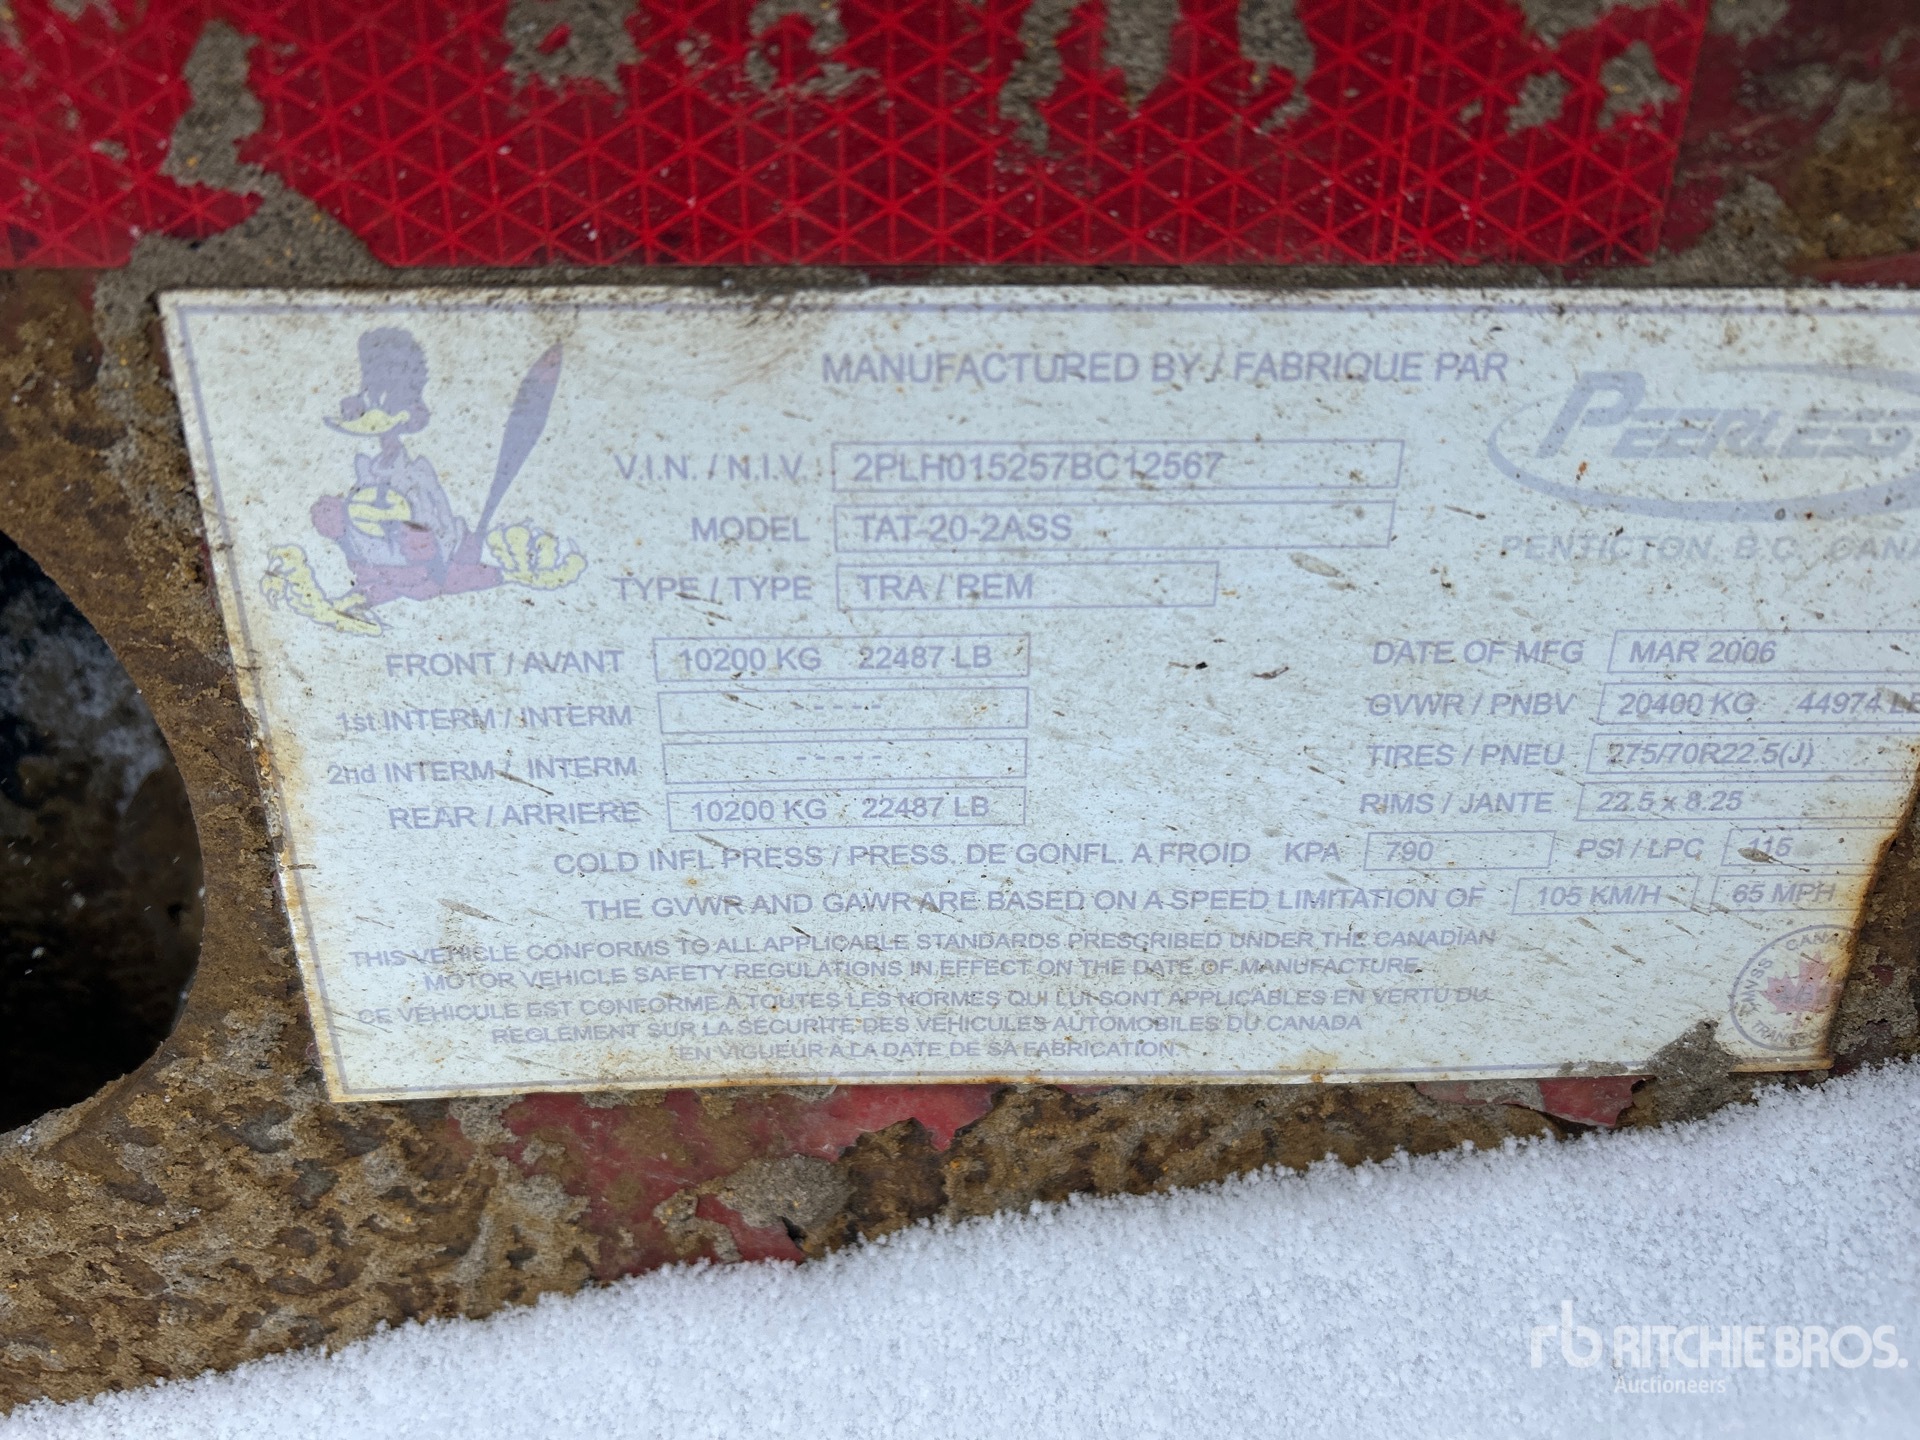 MANUFACTURED BY / FABRIQUE PAR
PEERLESS
PENTICTON, B.C., CANA
V.I.N. / N.I.V. 2PLH015257BC12567
MODEL TAT-20-2ASS
TYPE / TYPE TRA / REM
FRONT / AVANT 10200 KG 22487 LB
1st INTERM / INTERM - - - - -
2nd INTERM / INTERM - - - - -
REAR / ARRIERE 10200 KG 22487 LB
DATE OF MFG MAR 2006
GVWR / PNBV 20400 KG 44974 LB
TIRES / PNEU 275/70R22.5(J)
RIMS / JANTE 22.5 x 8.25
COLD INFL PRESS / PRESS. DE GONFL. A FROID KPA 790 PSI / LPC 115
THE GVWR AND GAWR ARE BASED ON A SPEED LIMITATION OF 105 KM/H 65 MPH
THIS VEHICLE CONFORMS TO ALL APPLICABLE STANDARDS PRESCRIBED UNDER THE CANADIAN
MOTOR VEHICLE SAFETY REGULATIONS IN EFFECT ON THE DATE OF MANUFACTURE
CE VEHICULE EST CONFORME A TOUTES LES NORMES QUI LUI SONT APPLICABLES EN VERTU DU
REGLEMENT SUR LA SECURITE DES VEHICULES AUTOMOBILES DU CANADA
EN VIGUEUR A LA DATE DE SA FABRICATION.
rb RITCHIE BROS.
Auctioneers